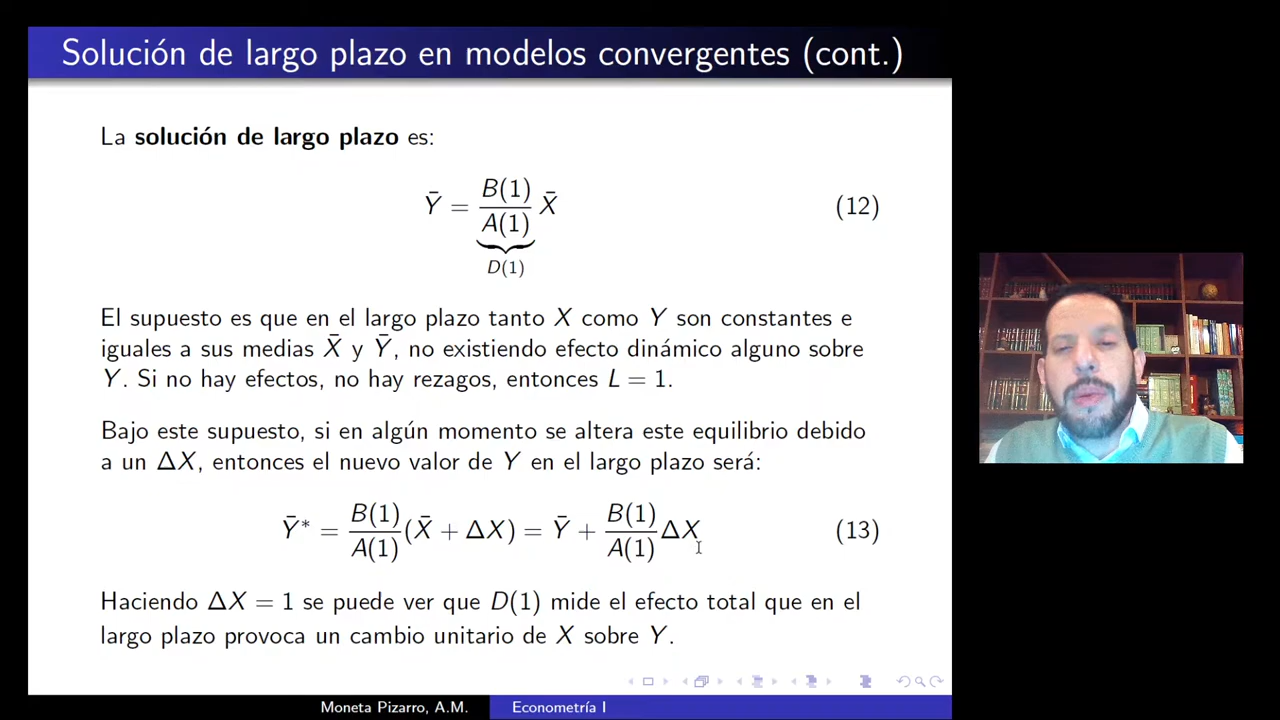 Solución de largo plazo en modelos convergentes (cont.)
La solución de largo plazo es:
Ȳ = B(1)/A(1) X̄ (12)
D(1)
El supuesto es que en el largo plazo tanto X como Y son constantes e
iguales a sus medias X̄ y Ȳ, no existiendo efecto dinámico alguno sobre
Y. Si no hay efectos, no hay rezagos, entonces L = 1.
Bajo este supuesto, si en algún momento se altera este equilibrio debido
a un ΔX, entonces el nuevo valor de Y en el largo plazo será:
Ȳ* = B(1)/A(1) (X̄ + ΔX) = Ȳ + B(1)/A(1) ΔX (13)
Haciendo ΔX = 1 se puede ver que D(1) mide el efecto total que en el
largo plazo provoca un cambio unitario de X sobre Y.
Moneta Pizarro, A.M. Econometría I